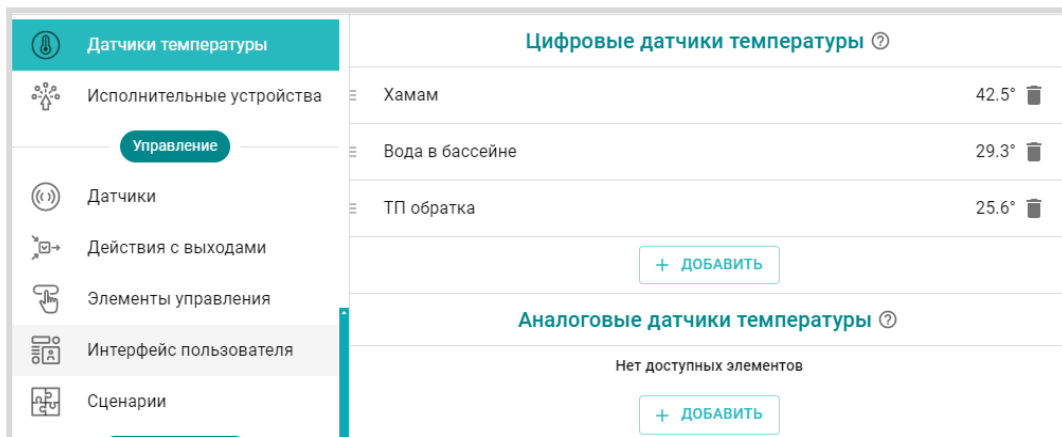 Датчики температуры
Исполнительные устройства
Управление
Датчики
Действия с выходами
Элементы управления
Интерфейс пользователя
Сценарии
Цифровые датчики температуры
Хамам 42.5°
Вода в бассейне 29.3°
ТП обратка 25.6°
+ ДОБАВИТЬ
Аналоговые датчики температуры
Нет доступных элементов
+ ДОБАВИТЬ